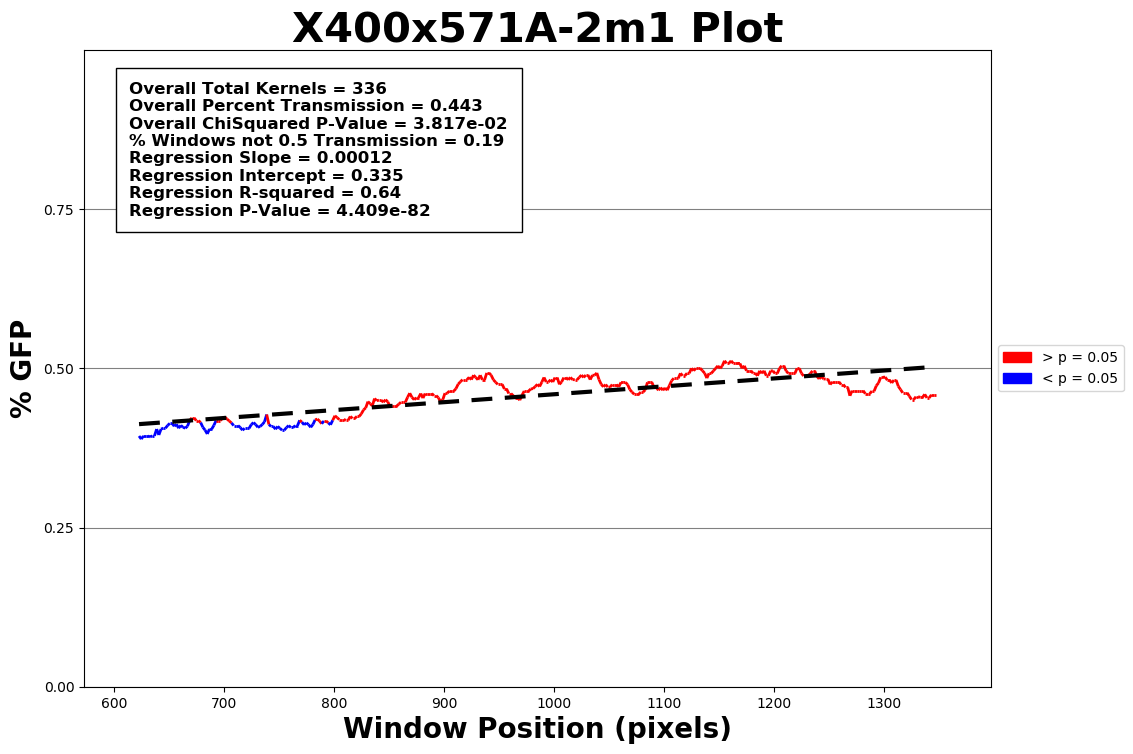 X400x571A-2m1 Plot
Overall Total Kernels = 336
Overall Percent Transmission = 0.443
Overall ChiSquared P-Value = 3.817e-02
% Windows not 0.5 Transmission = 0.19
Regression Slope = 0.00012
Regression Intercept = 0.335
Regression R-squared = 0.64
Regression P-Value = 4.409e-82
% GFP
0.75
0.50
0.25
0.00
> p = 0.05
< p = 0.05
600 700 800 900 1000 1100 1200 1300
Window Position (pixels)